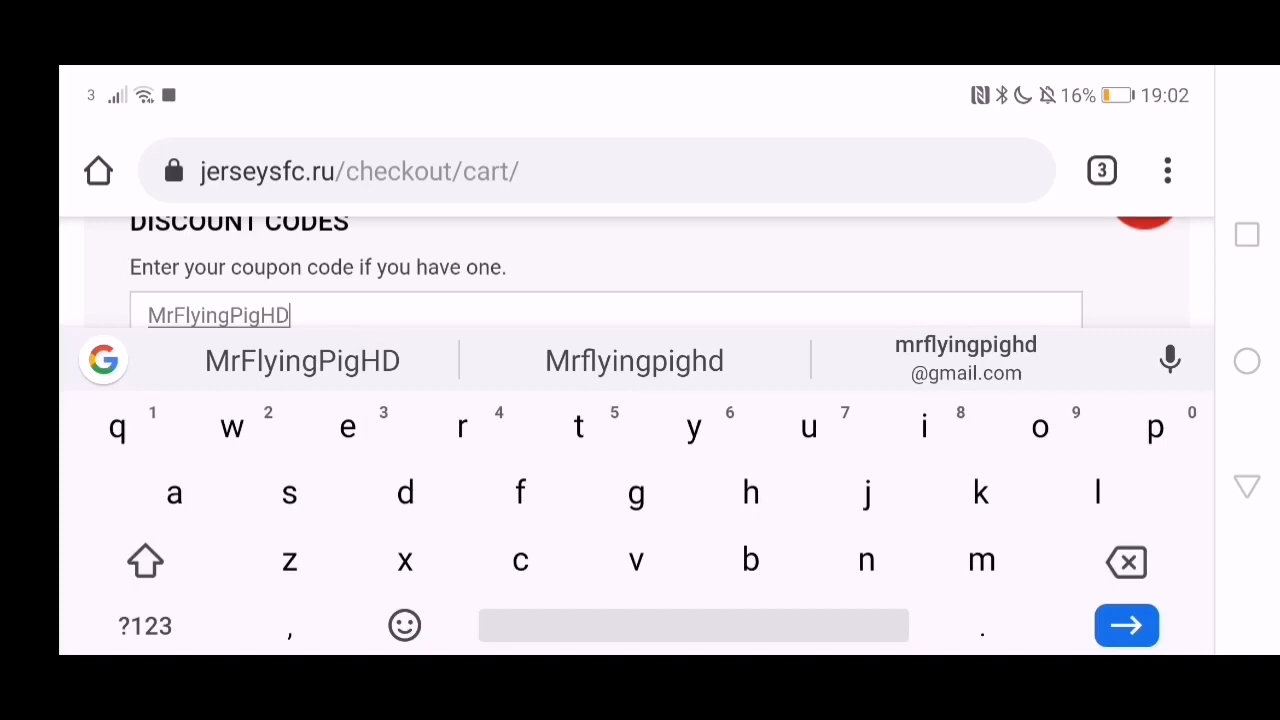 3 16% 19:02
jerseysfc.ru/checkout/cart/ 3
DISCOUNT CODES
Enter your coupon code if you have one.
MrFlyingPigHD
MrFlyingPigHD Mrflyingpighd mrflyingpighd
@gmail.com
q 1 w 2 e 3 r 4 t 5 y 6 u 7 i 8 o 9 p 0
a s d f g h j k l
z x c v b n m
?123 , .